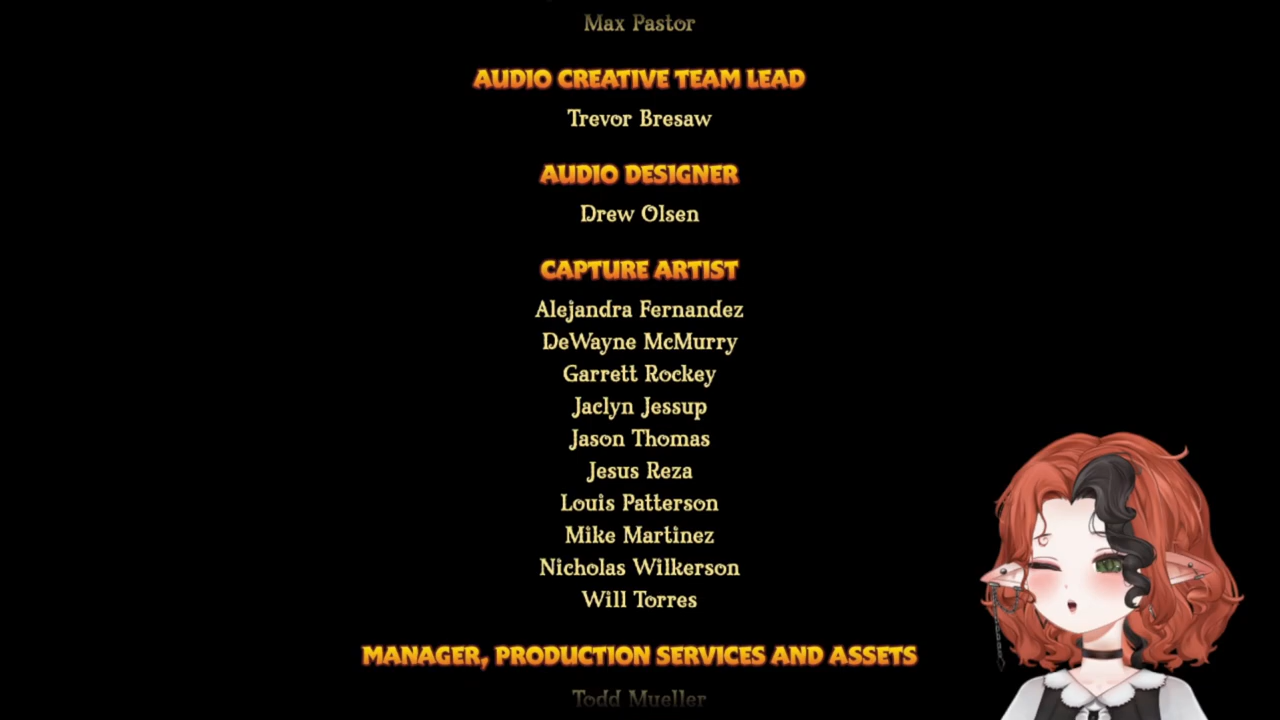 Max Pastor
AUDIO CREATIVE TEAM LEAD
Trevor Bresaw
AUDIO DESIGNER
Drew Olsen
CAPTURE ARTIST
Alejandra Fernandez
DeWayne McMurry
Garrett Rockey
Jaclyn Jessup
Jason Thomas
Jesus Reza
Louis Patterson
Mike Martinez
Nicholas Wilkerson
Will Torres
MANAGER, PRODUCTION SERVICES AND ASSETS
Todd Mueller